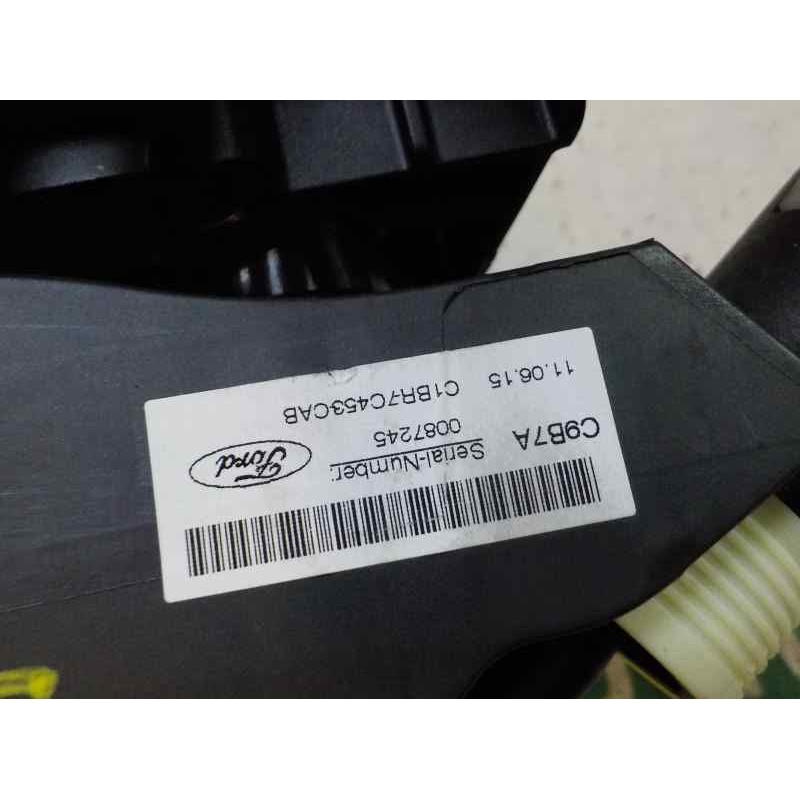 Serial-Number:
0087245
C9B7A
Ford
C1BR7C453CAB
11.06.15